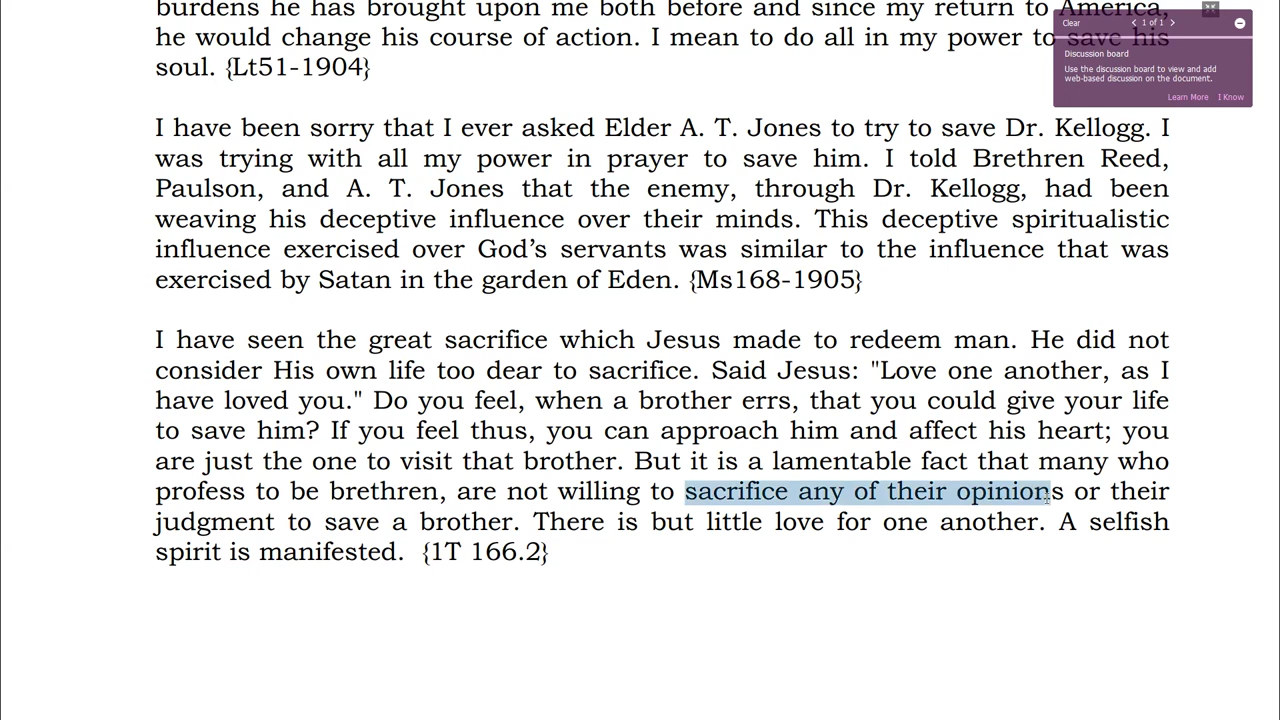 burdens he has brought upon me both before and since my return to America,
he would change his course of action. I mean to do all in my power to save his
soul. {Lt51-1904}
I have been sorry that I ever asked Elder A. T. Jones to try to save Dr. Kellogg. I
was trying with all my power in prayer to save him. I told Brethren Reed,
Paulson, and A. T. Jones that the enemy, through Dr. Kellogg, had been
weaving his deceptive influence over their minds. This deceptive spiritualistic
influence exercised over God’s servants was similar to the influence that was
exercised by Satan in the garden of Eden. {Ms168-1905}
I have seen the great sacrifice which Jesus made to redeem man. He did not
consider His own life too dear to sacrifice. Said Jesus: "Love one another, as I
have loved you." Do you feel, when a brother errs, that you could give your life
to save him? If you feel thus, you can approach him and affect his heart; you
are just the one to visit that brother. But it is a lamentable fact that many who
profess to be brethren, are not willing to sacrifice any of their opinions or their
judgment to save a brother. There is but little love for one another. A selfish
spirit is manifested. {1T 166.2}
Clear
1 of 1
Discussion board
Use the discussion board to view and add
web-based discussion on the document.
Learn More I Know